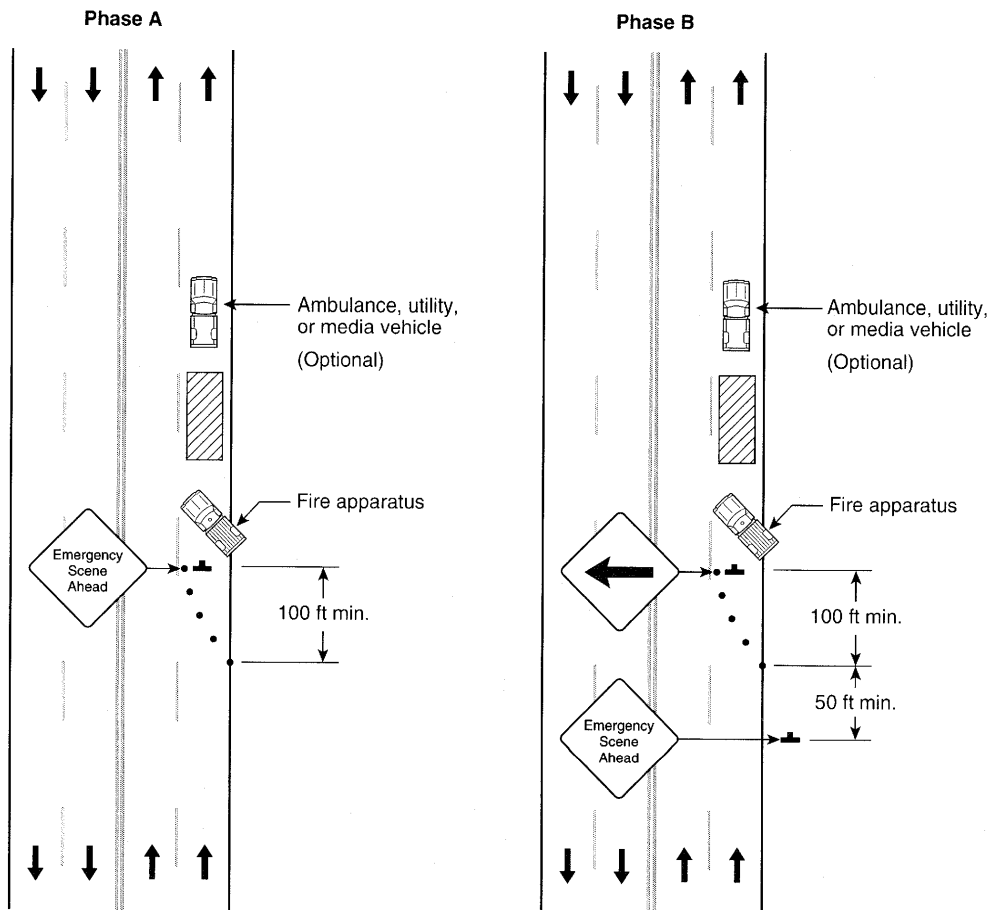 Phase A
Ambulance, utility,
or media vehicle
(Optional)
Fire apparatus
Emergency
Scene
Ahead
100 ft min.
Phase B
Ambulance, utility,
or media vehicle
(Optional)
Fire apparatus
100 ft min.
50 ft min.
Emergency
Scene
Ahead